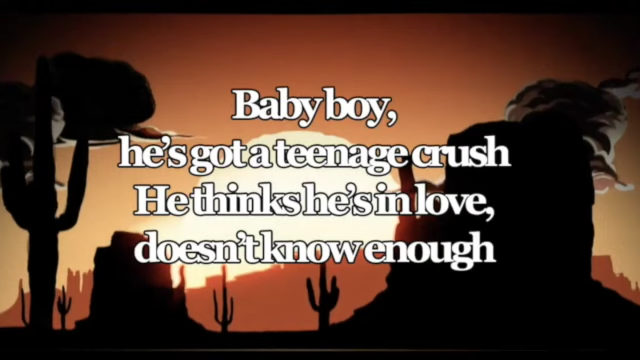 Baby boy,
he's got a teenage crush
He thinks he's in love,
doesn't know enough